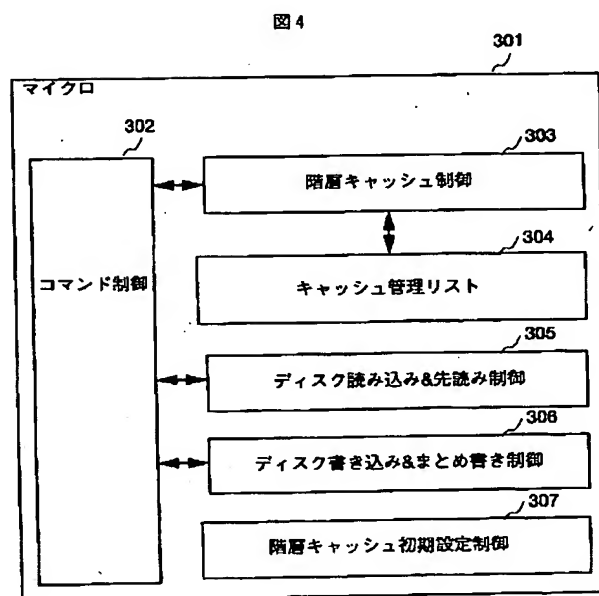 図4
301
マイクロ
302
303
階層キャッシュ制御
304
コマンド制御
キャッシュ管理リスト
305
ディスク読み込み&先読み制御
306
ディスク書き込み&まとめ書き制御
307
階層キャッシュ初期設定制御